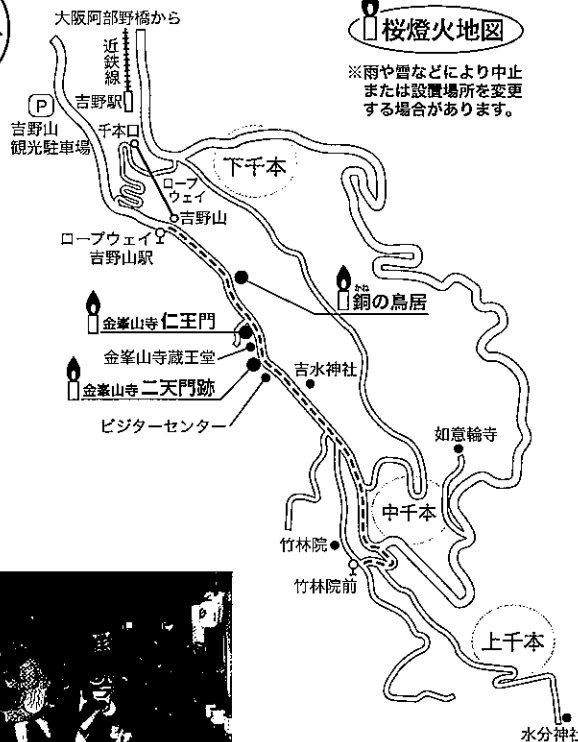 大阪阿部野橋から
桜燈火地図
※雨や雪などにより中止
または設置場所を変更
する場合があります。
近鉄線
吉野駅
P
吉野山
観光駐車場
千本口
下千本
ロープ
ウェイ
吉野山
ロープウェイ
吉野山駅
かね
銅の鳥居
金峯山寺 仁王門
金峯山寺蔵王堂
吉水神社
金峯山寺 二天門跡
ビジターセンター
如意輪寺
中千本
竹林院
竹林院前
上千本
水分神社